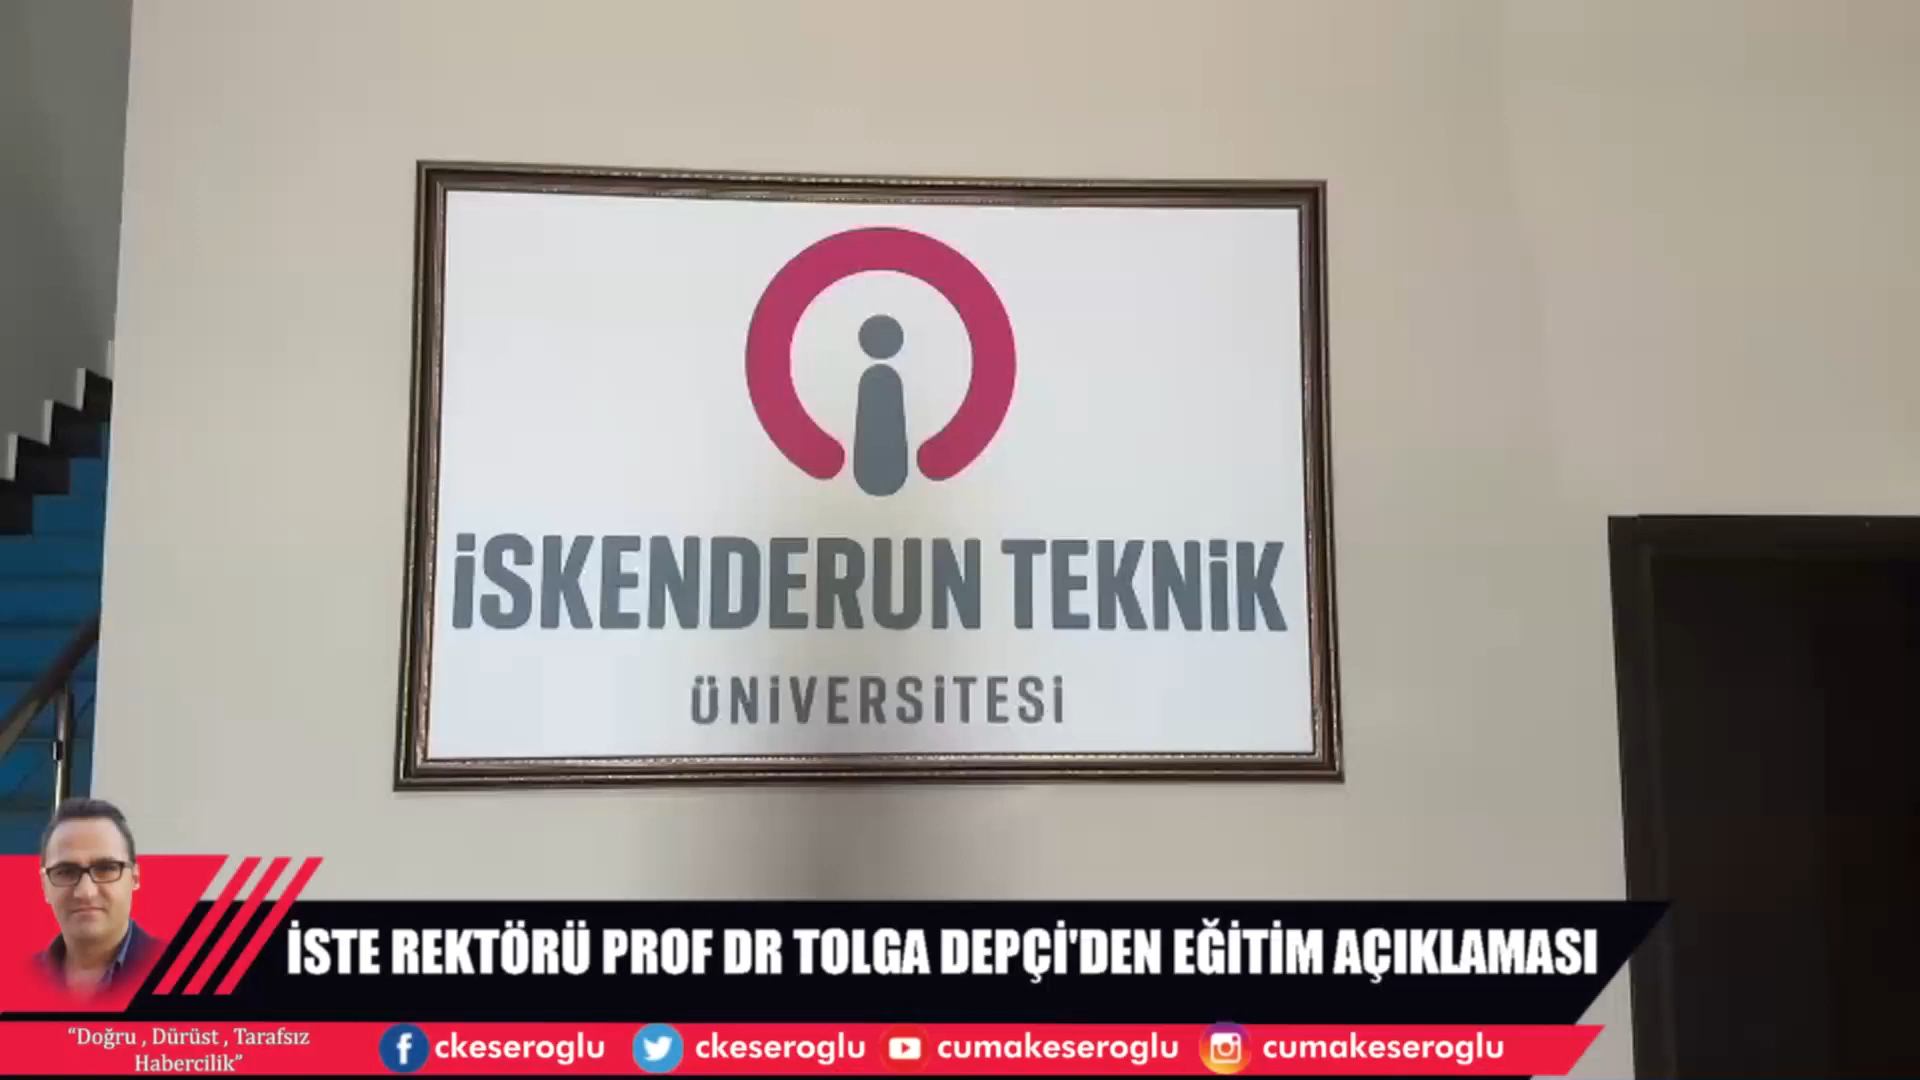 İSKENDERUN TEKNİK
ÜNİVERSİTESİ
İSTE REKTÖRÜ PROF DR TOLGA DEPÇİ'DEN EĞİTİM AÇIKLAMASI
“Doğru , Dürüst , Tarafsız
Habercilik”
ckeseroglu
ckeseroglu
cumakeseroglu
cumakeseroglu